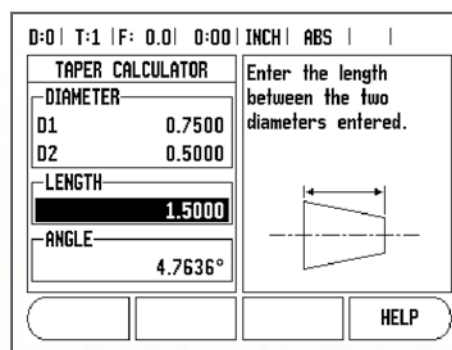 D:0| T:1 |F: 0.0| 0:00|INCH| ABS | |
TAPER CALCULATOR
DIAMETER
D1 0.7500
D2 0.5000
LENGTH
1.5000
ANGLE
4.7636°
Enter the length
between the two
diameters entered.
HELP